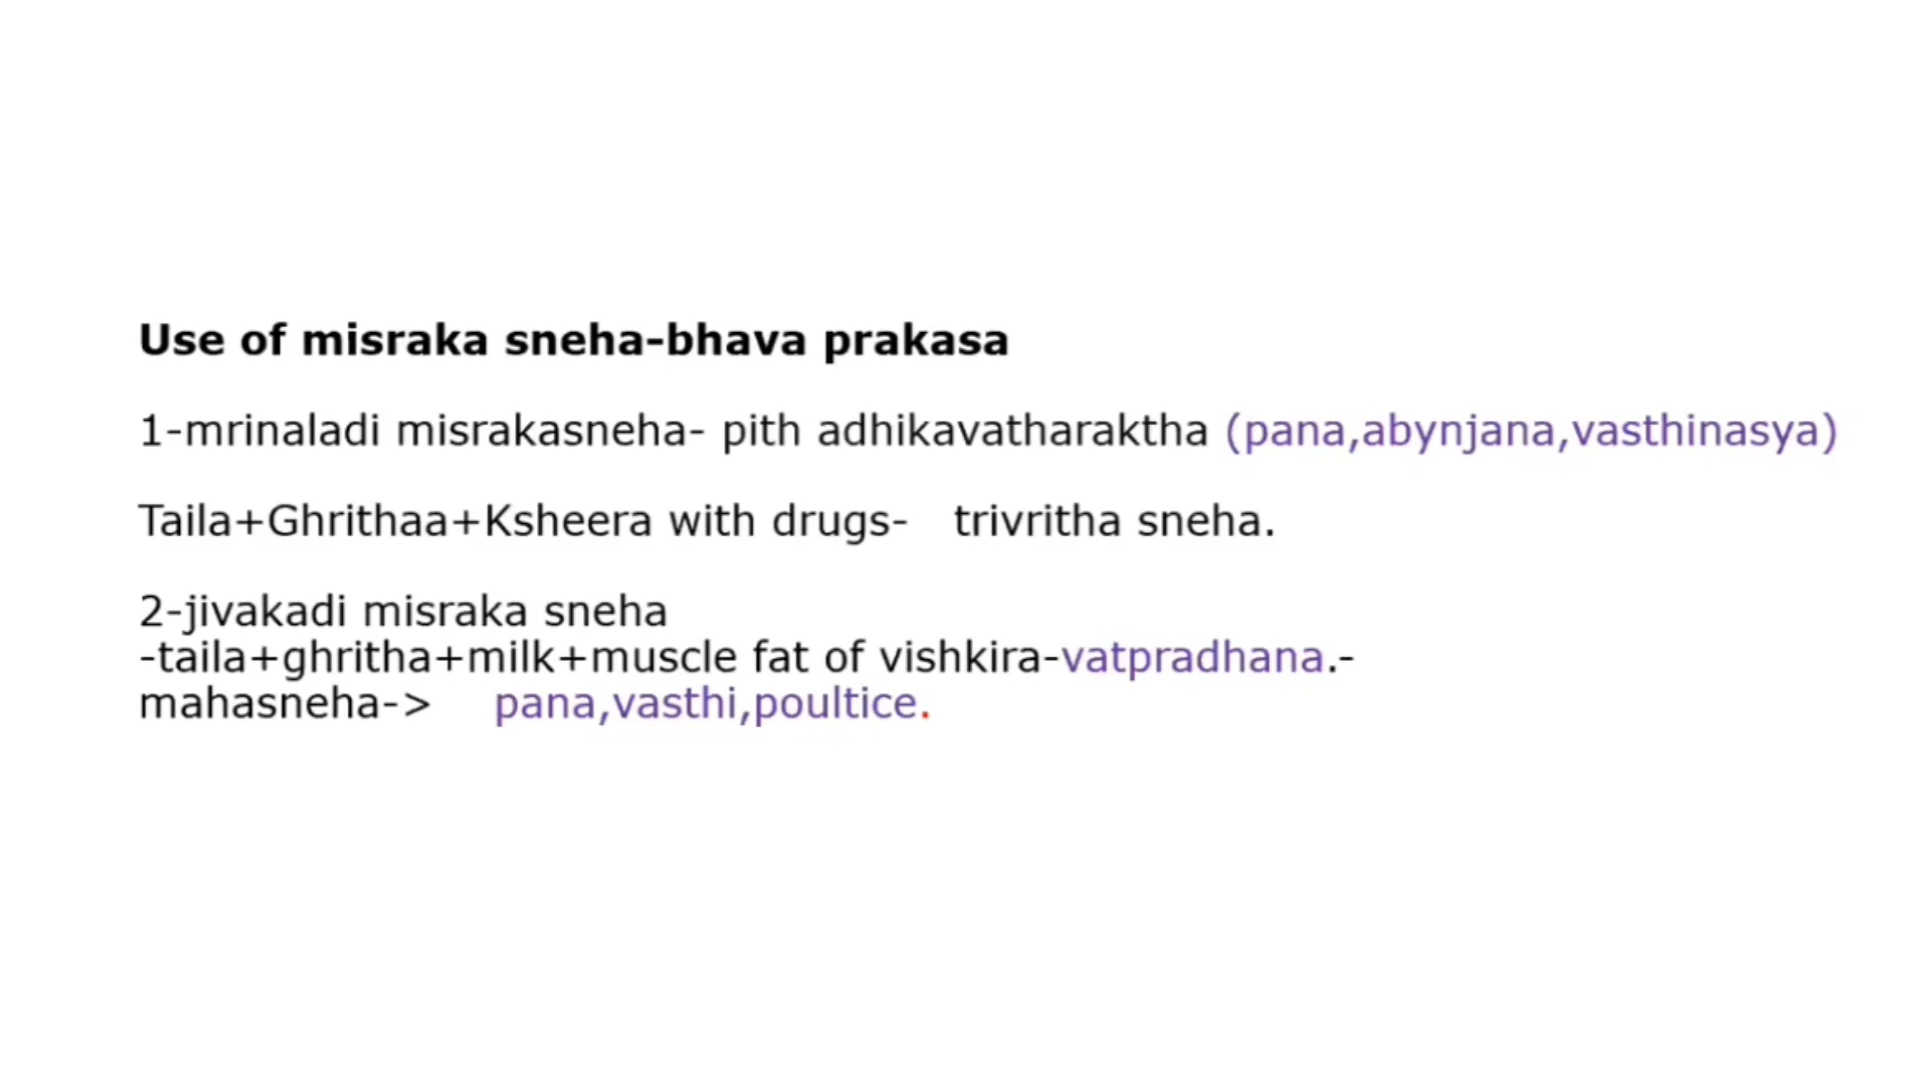 Use of misraka sneha-bhava prakasa
1-mrinaladi misrakasneha- pith adhikavatharaktha (pana,abynjana,vasthinasya)
Taila+Ghrithaa+Ksheera with drugs- trivritha sneha.
2-jivakadi misraka sneha
-taila+ghritha+milk+muscle fat of vishkira-vatpradhana.-
mahasneha-> pana,vasthi,poultice.